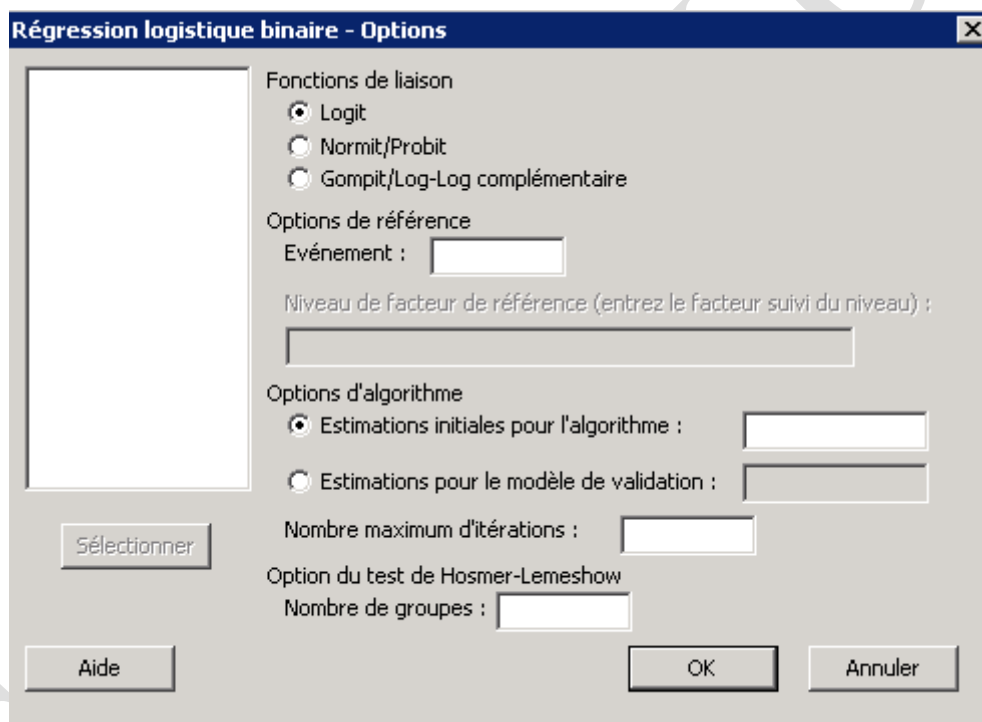 Régression logistique binaire - Options
Fonctions de liaison
Logit
Normit/Probit
Gompit/Log-Log complémentaire
Options de référence
Evénement :
Niveau de facteur de référence (entrez le facteur suivi du niveau) :
Options d'algorithme
Estimations initiales pour l'algorithme :
Estimations pour le modèle de validation :
Sélectionner
Nombre maximum d'itérations :
Option du test de Hosmer-Lemeshow
Nombre de groupes :
Aide
OK
Annuler